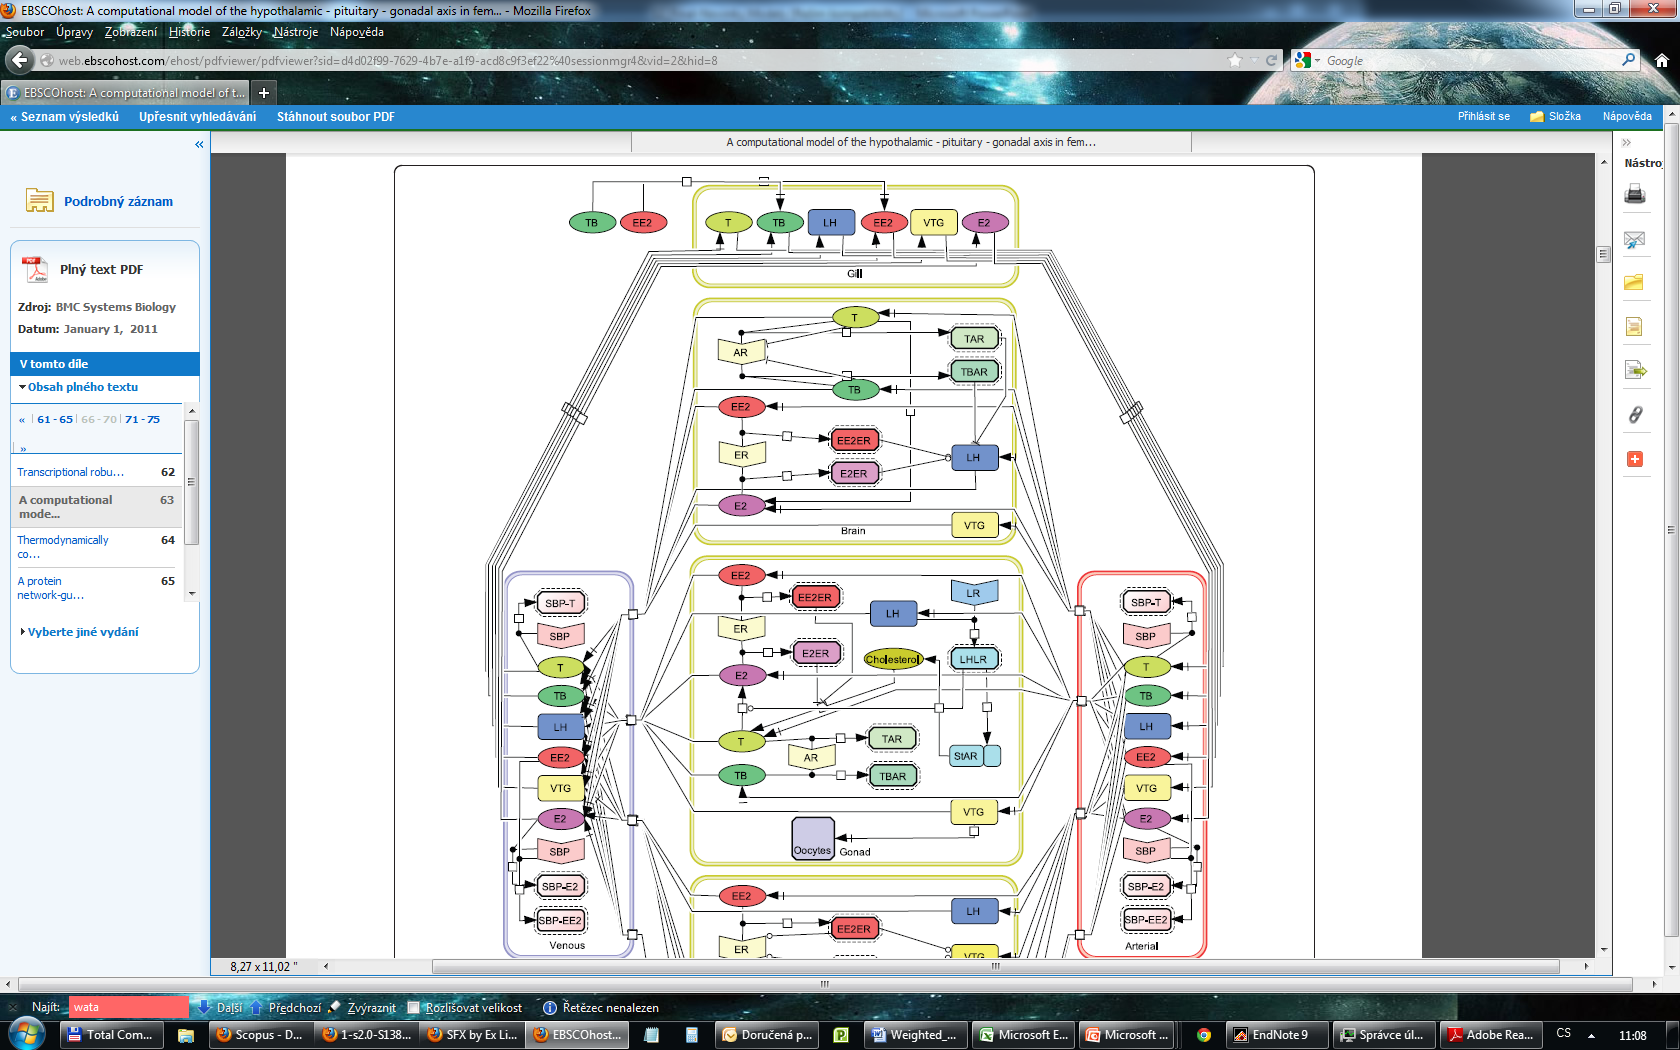 EBSCOhost: A computational model of the hypothalamic - pituitary - gonadal axis in fem... - Mozilla Firefox
Soubor Úpravy Zobrazení Historie Záložky Nástroje Nápověda
web.ebscohost.com/ehost/pdfviewer/pdfviewer?sid=d4d02f99-7629-4b7e-a1f9-acd8c9f3ef22%40sessionmgr4&vid=2&hid=8
Google
EBSCOhost: A computational model of t...
« Seznam výsledků Upřesnit vyhledávání Stáhnout soubor PDF
Přihlásit se Složka Nápověda
A computational model of the hypothalamic - pituitary - gonadal axis in fem...
Nástroj
Podrobný záznam
Plný text PDF
Zdroj: BMC Systems Biology
Datum: January 1, 2011
V tomto díle
Obsah plného textu
« 61 - 65 66 - 70 71 - 75
»
Transcriptional robu... 62
A computational mode... 63
Thermodynamically co... 64
A protein network-gu... 65
Vyberte jiné vydání
TB EE2 T TB LH EE2 VTG E2
Gill
T
TAR
AR
TBAR
TB
EE2
EE2ER
ER
LH
E2ER
E2
VTG
Brain
EE2
EE2ER
LR
LH
ER
E2ER
Cholesterol
LHLR
E2
T
TAR
AR
StAR
TB
TBAR
VTG
Oocytes
Gonad
EE2
LH
EE2ER
ER
VTG
SBP-T
SBP
T
TB
LH
EE2
VTG
E2
SBP
SBP-E2
SBP-EE2
Venous
SBP-T
SBP
T
TB
LH
EE2
VTG
E2
SBP
SBP-E2
SBP-EE2
Arterial
8,27 x 11,02 "
Najít: wata Další Předchozí Zvýraznit Rozlišovat velikost Řetězec nenalezen
Total Com... Scopus - D... 1-s2.0-S138... SFX by Ex Li... EBSCOhost... Doručená p... Weighted_... Microsoft E... Microsoft ... EndNote 9 Správce úl... Adobe Rea... CS 11:08